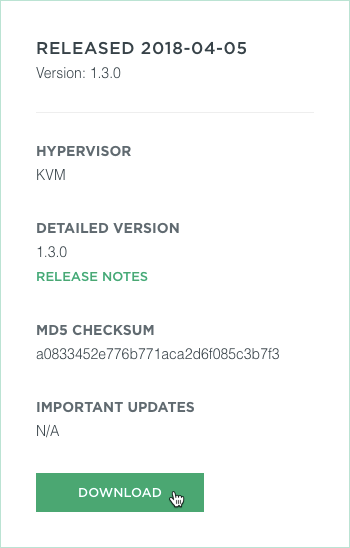 RELEASED 2018-04-05
Version: 1.3.0
HYPERVISOR
KVM
DETAILED VERSION
1.3.0
RELEASE NOTES
MD5 CHECKSUM
a0833452e776b771aca2d6f085c3b7f3
IMPORTANT UPDATES
N/A
DOWNLOAD